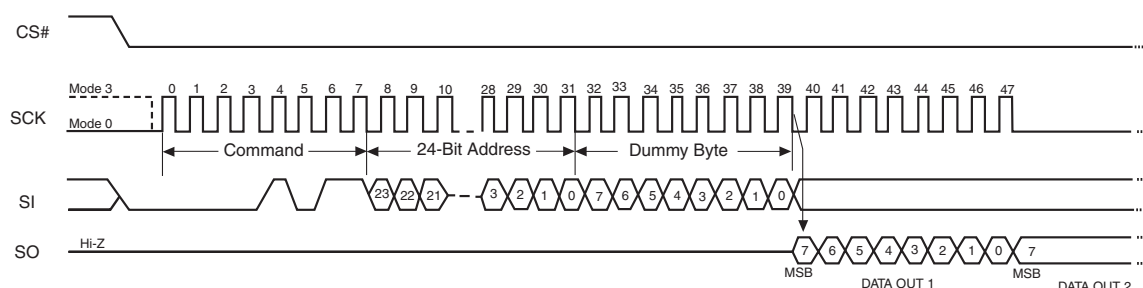 CS#
Mode 3
0 1 2 3 4 5 6 7 8 9 10 28 29 30 31 32 33 34 35 36 37 38 39 40 41 42 43 44 45 46 47
SCK
Mode 0
Command 24-Bit Address Dummy Byte
SI
23 22 21 3 2 1 0 7 6 5 4 3 2 1 0
Hi-Z
SO
7 6 5 4 3 2 1 0 7
MSB MSB
DATA OUT 1 DATA OUT 2